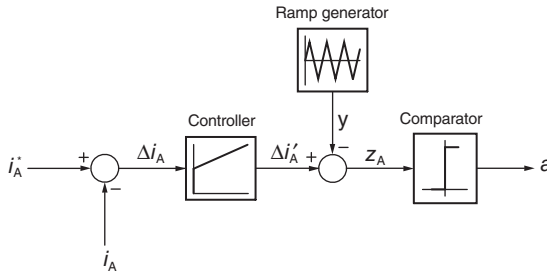 Ramp generator
Controller
y
Comparator
i*A
+
−
ΔiA
Δi′A
+
−
zA
a
iA